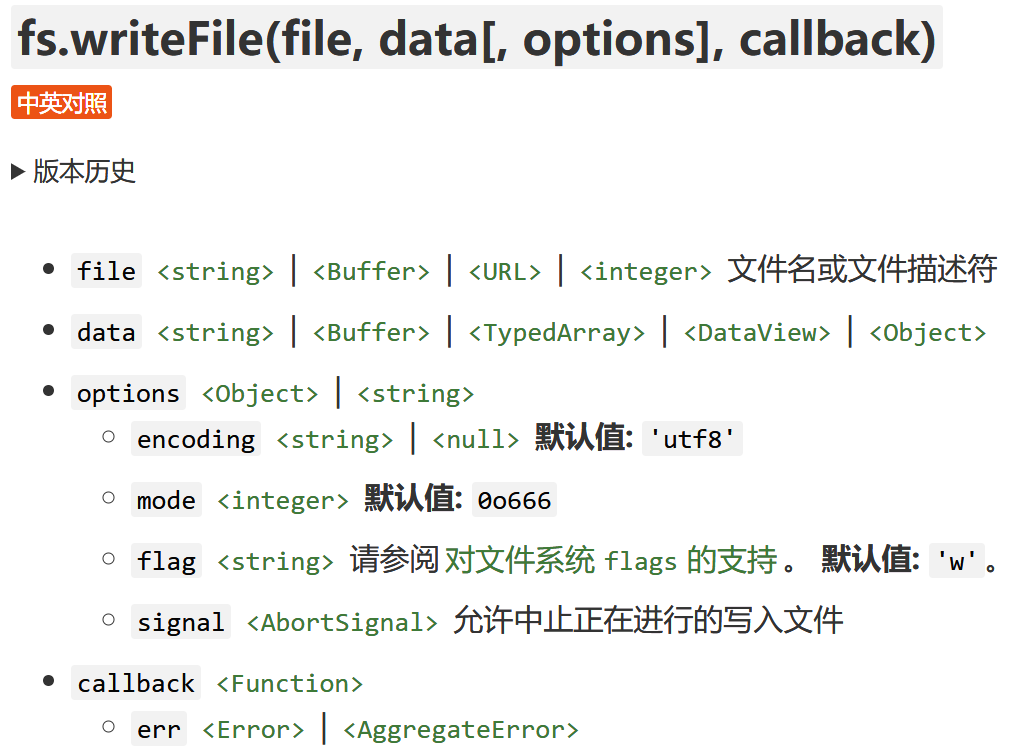 fs.writeFile(file, data[, options], callback)
中英对照
▶ 版本历史
• file <string> | <Buffer> | <URL> | <integer> 文件名或文件描述符
• data <string> | <Buffer> | <TypedArray> | <DataView> | <Object>
• options <Object> | <string>
○ encoding <string> | <null> 默认值: 'utf8'
○ mode <integer> 默认值: 0o666
○ flag <string> 请参阅对文件系统 flags 的支持。 默认值: 'w'。
○ signal <AbortSignal> 允许中止正在进行的写入文件
• callback <Function>
○ err <Error> | <AggregateError>